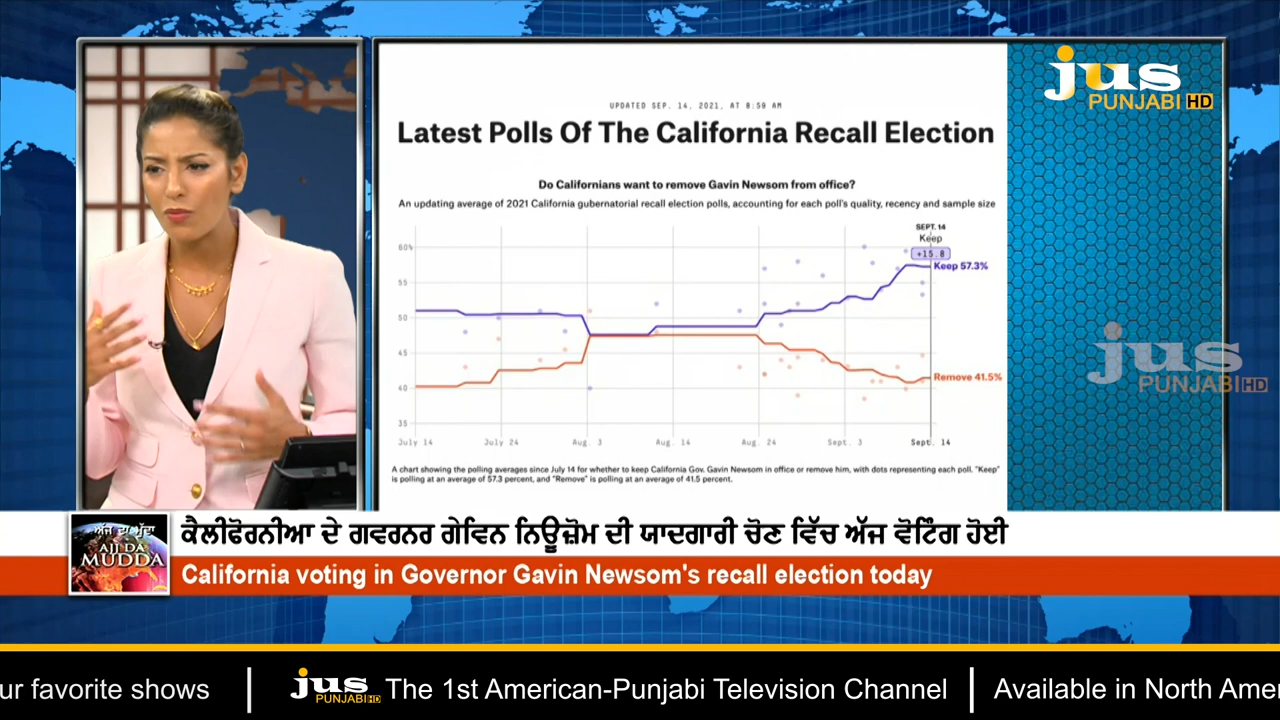 jus
PUNJABI HD
UPDATED SEP. 14, 2021, AT 8:59 AM
Latest Polls Of The California Recall Election
Do Californians want to remove Gavin Newsom from office?
An updating average of 2021 California gubernatorial recall election polls, accounting for each poll's quality, recency and sample size
SEPT. 14
Keep
+15.8
60%
Keep 57.3%
55
50
45
Remove 41.5%
40
35
July 14 July 24 Aug. 3 Aug. 14 Aug. 24 Sept. 3 Sept. 14
A chart showing the polling averages since July 14 for whether to keep California Gov. Gavin Newsom in office or remove him, with dots representing each poll. "Keep"
is polling at an average of 57.3 percent, and "Remove" is polling at an average of 41.5 percent.
jus
PUNJABI HD
ਅੱਜ ਦਾ ਮੁੱਦਾ
AJJ DA
MUDDA
ਕੈਲੀਫੋਰਨੀਆ ਦੇ ਗਵਰਨਰ ਗੇਵਿਨ ਨਿਊਜ਼ੋਮ ਦੀ ਯਾਦਗਾਰੀ ਚੋਣ ਵਿੱਚ ਅੱਜ ਵੋਟਿੰਗ ਹੋਈ
California voting in Governor Gavin Newsom's recall election today
ur favorite shows | jus PUNJABI HD The 1st American-Punjabi Television Channel | Available in North Amer